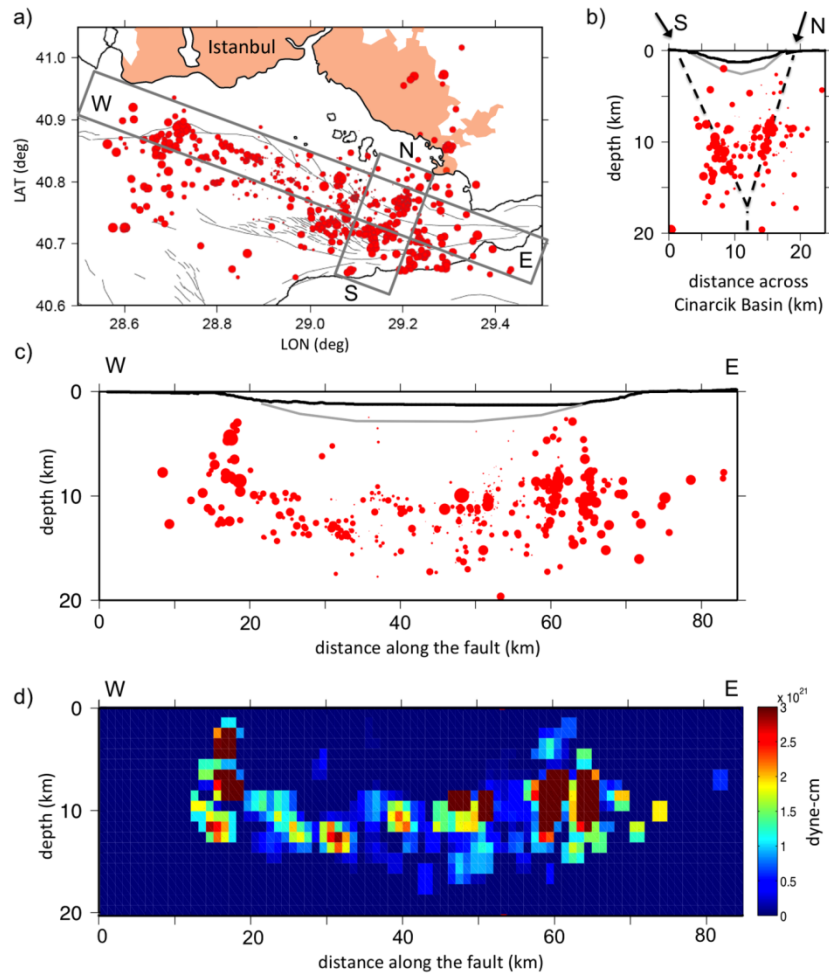 a)
Istanbul
W
N
E
S
41.0
40.9
40.8
40.7
40.6
LAT (deg)
28.6
28.8
29.0
29.2
29.4
LON (deg)
b)
S
N
0
10
20
depth (km)
0
10
20
distance across
Cinarcik Basin (km)
c)
W
E
0
10
20
depth (km)
0
20
40
60
80
distance along the fault (km)
d)
W
E
0
10
20
depth (km)
0
20
40
60
80
distance along the fault (km)
x 10²¹
3
2.5
2
1.5
1
0.5
0
dyne-cm